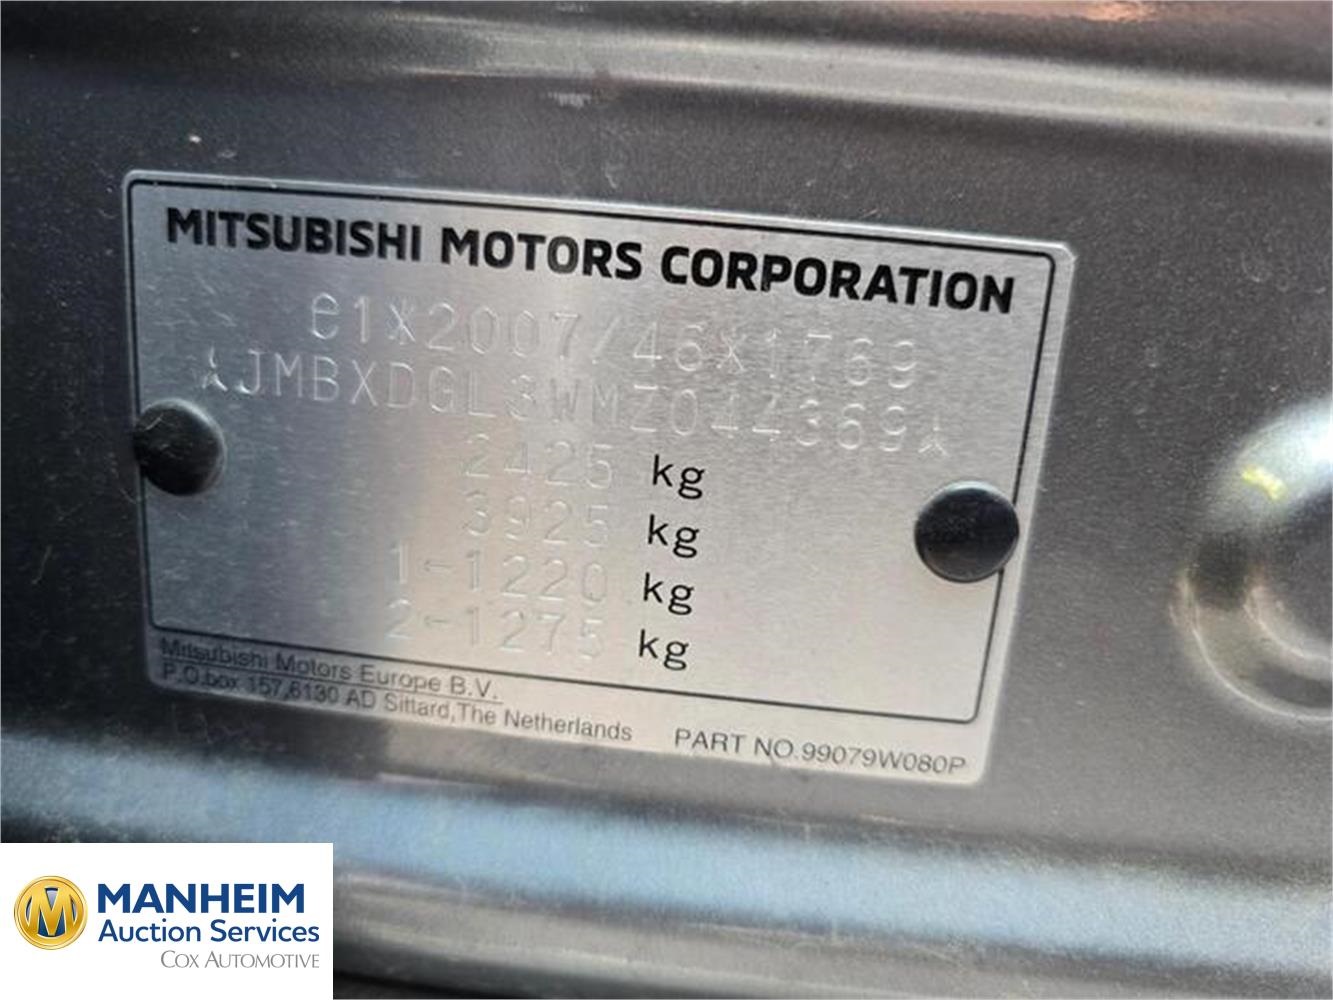 MITSUBISHI MOTORS CORPORATION
e1*2007/46*1769
*JMBXDGL3WMZ044369*
2425 kg
3925 kg
1-1220 kg
2-1275 kg
Mitsubishi Motors Europe B.V.
P.O.box 157,6130 AD Sittard,The Netherlands
PART NO.99079W080P
MANHEIM
Auction Services
COX AUTOMOTIVE